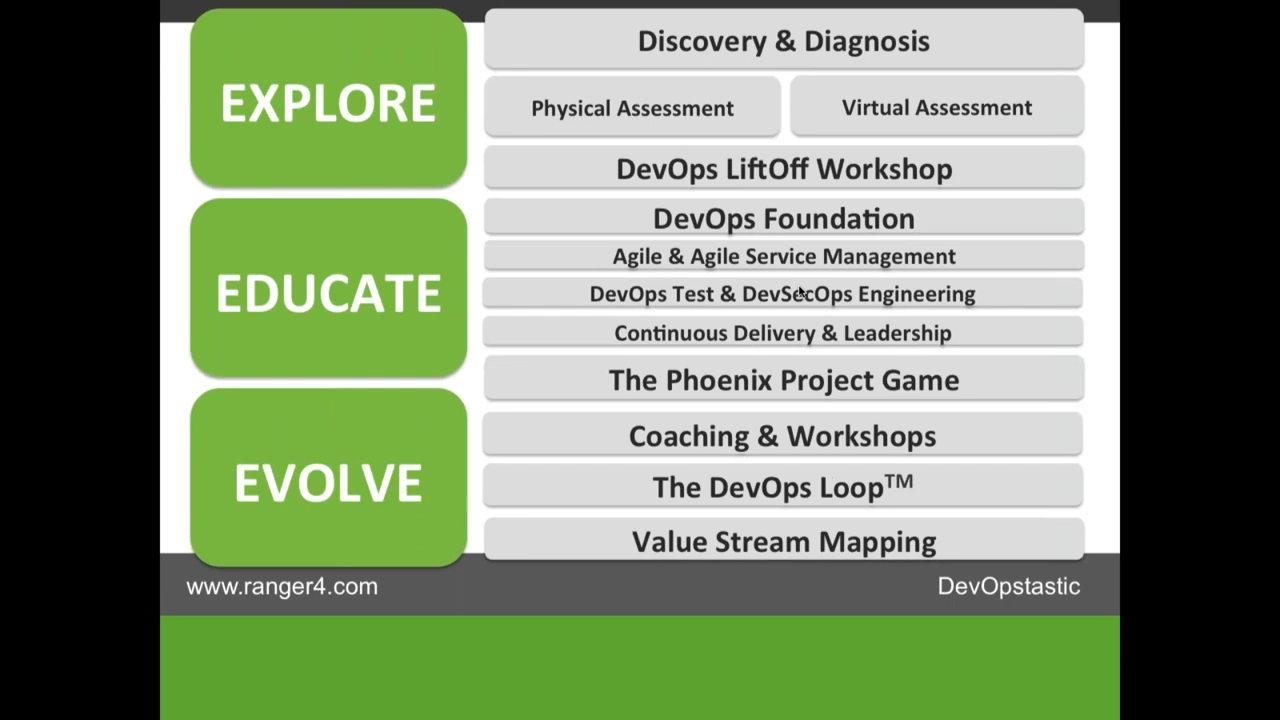 EXPLORE
Discovery & Diagnosis
Physical Assessment
Virtual Assessment
DevOps LiftOff Workshop
EDUCATE
DevOps Foundation
Agile & Agile Service Management
DevOps Test & DevSecOps Engineering
Continuous Delivery & Leadership
The Phoenix Project Game
EVOLVE
Coaching & Workshops
The DevOps Loop™
Value Stream Mapping
www.ranger4.com
DevOpstastic